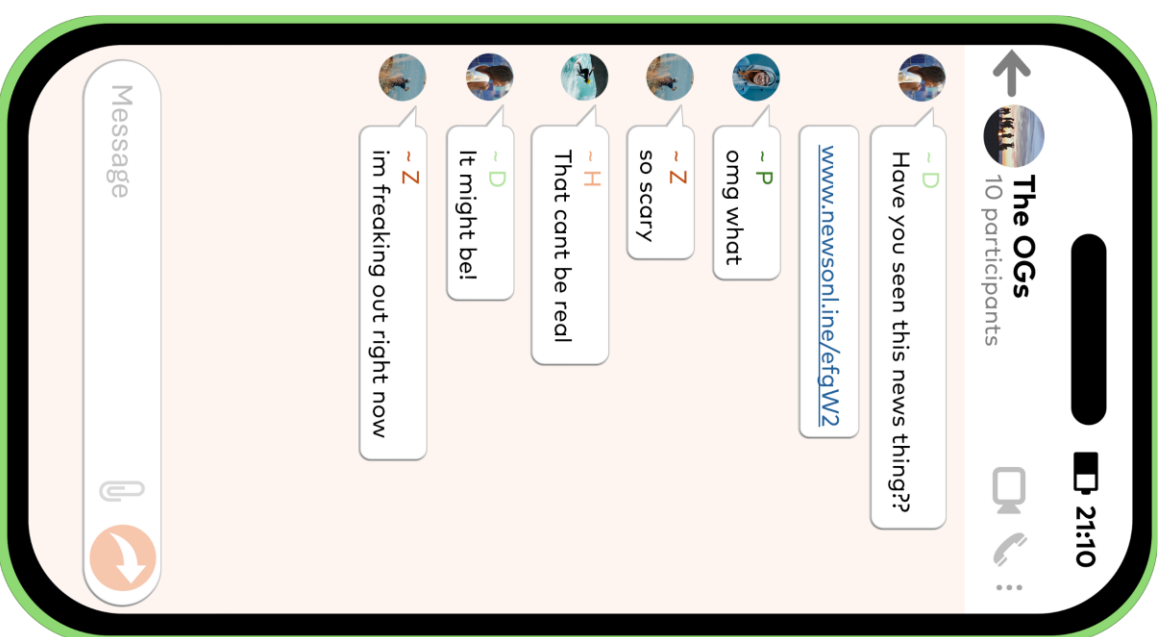 21:10
The OGs
10 participants
~ D
Have you seen this news thing??
www.newsonl.ine/efgW2
~ P
omg what
~ Z
so scary
~ H
That cant be real
~ D
It might be!
~ Z
im freaking out right now
Message